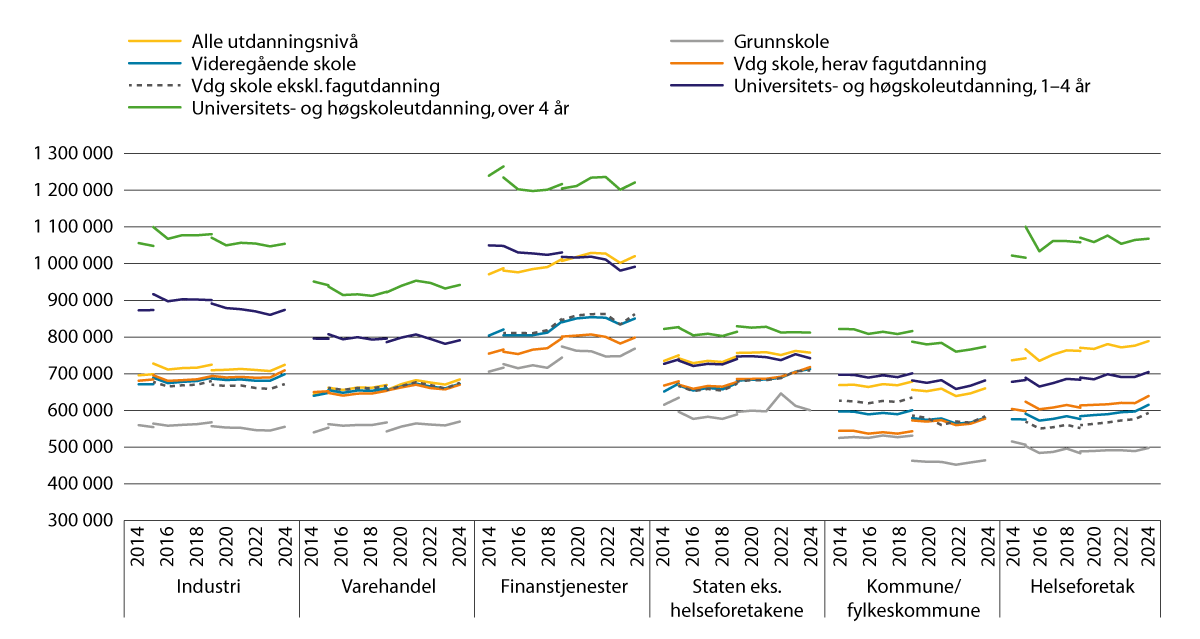 Alle utdanningsnivå
Grunnskole
Videregående skole
Vdg skole, herav fagutdanning
Vdg skole ekskl. fagutdanning
Universitets- og høgskoleutdanning, 1–4 år
Universitets- og høgskoleutdanning, over 4 år
1 300 000
1 200 000
1 100 000
1 000 000
900 000
800 000
700 000
600 000
500 000
400 000
300 000
2014 2016 2018 2020 2022 2024 2014 2016 2018 2020 2022 2024 2014 2016 2018 2020 2022 2024 2014 2016 2018 2020 2022 2024 2014 2016 2018 2020 2022 2024 2014 2016 2018 2020 2022 2024
Industri
Varehandel
Finanstjenester
Staten eks.
helseforetakene
Kommune/
fylkeskommune
Helseforetak